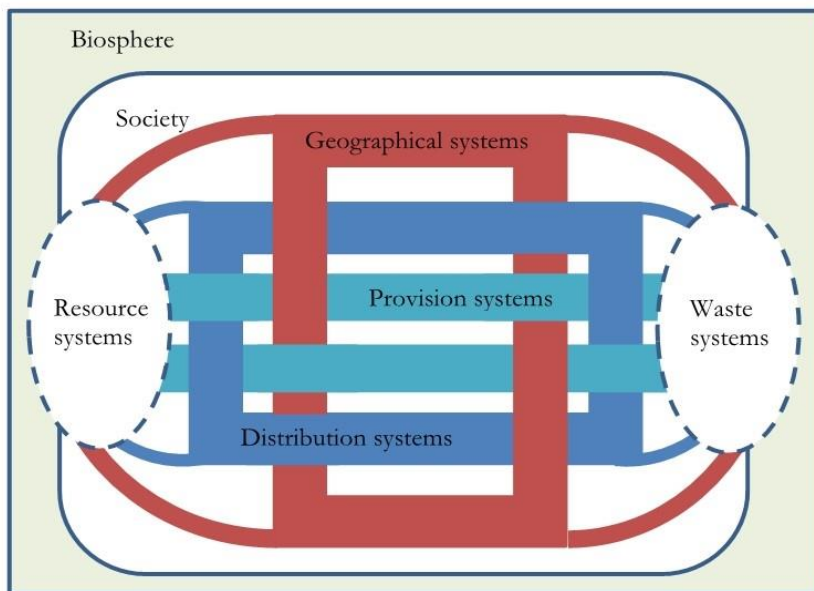 Biosphere
Society
Geographical systems
Provision systems
Resource
systems
Waste
systems
Distribution systems